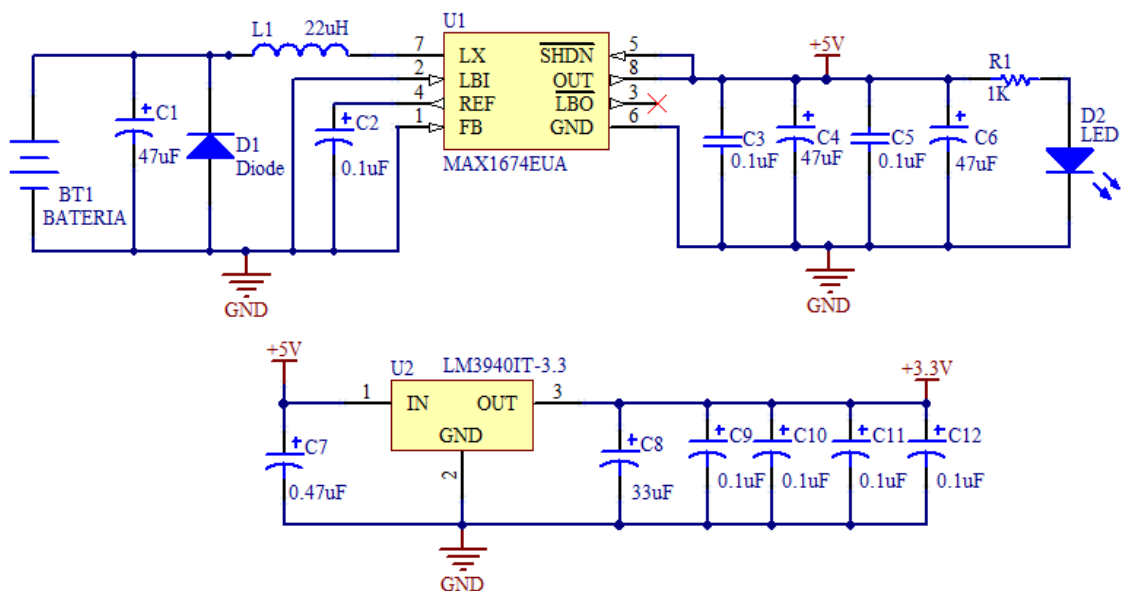 L1 22uH
U1
7 LX
2 LBI
4 REF
1 FB
SHDN 5
OUT 8
LBO 3
GND 6
MAX1674EUA
+5V
R1
1K
D2
LED
C1
47uF
D1
Diode
C2
0.1uF
C3
0.1uF
C4
47uF
C5
0.1uF
C6
47uF
BT1
BATERIA
GND
GND
+5V
U2 LM3940IT-3.3
1 IN OUT 3
GND
2
+3.3V
C7
0.47uF
C8
33uF
C9
0.1uF
C10
0.1uF
C11
0.1uF
C12
0.1uF
GND